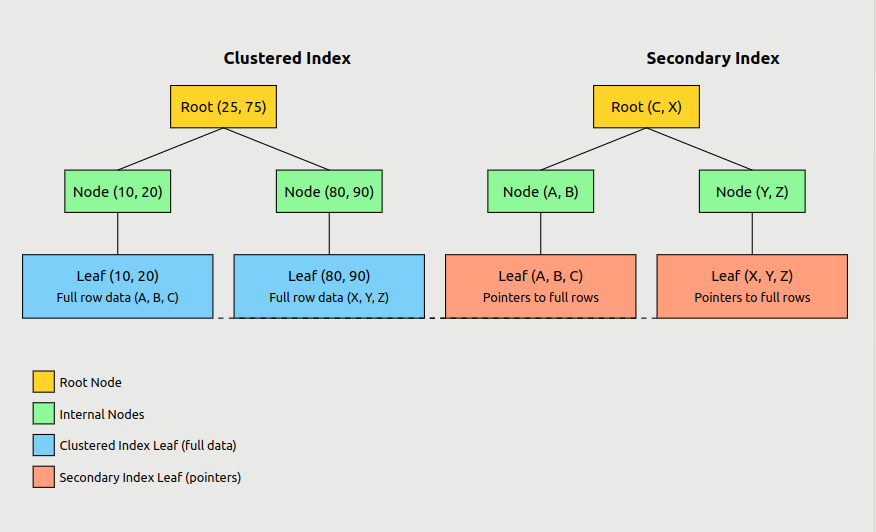 Clustered Index
Secondary Index
Root (25, 75)
Root (C, X)
Node (10, 20)
Node (80, 90)
Node (A, B)
Node (Y, Z)
Leaf (10, 20)
Full row data (A, B, C)
Leaf (80, 90)
Full row data (X, Y, Z)
Leaf (A, B, C)
Pointers to full rows
Leaf (X, Y, Z)
Pointers to full rows
Root Node
Internal Nodes
Clustered Index Leaf (full data)
Secondary Index Leaf (pointers)